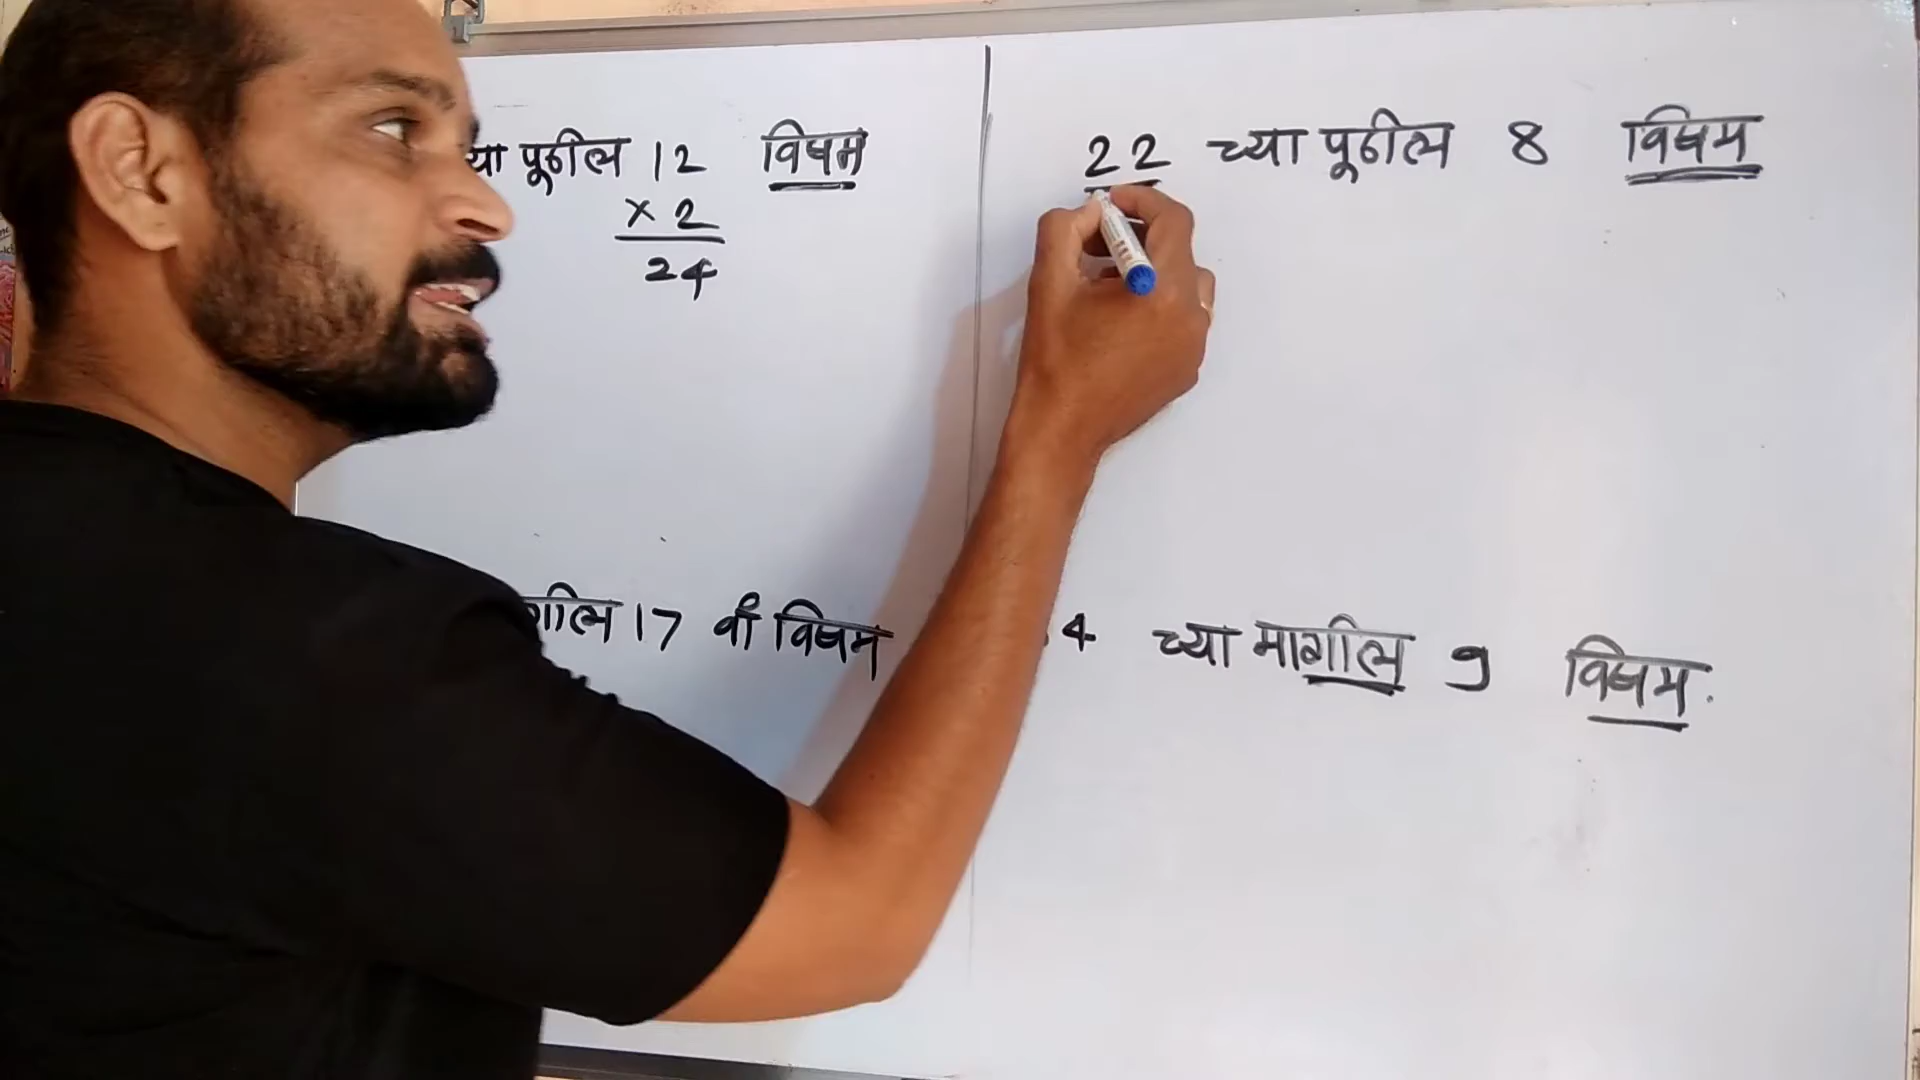 या पूढील 12 विषम
× 2
24
22 च्या पूढील 8 विषम
गील 17 वी विषम
4 च्या मागील 9 विषम.